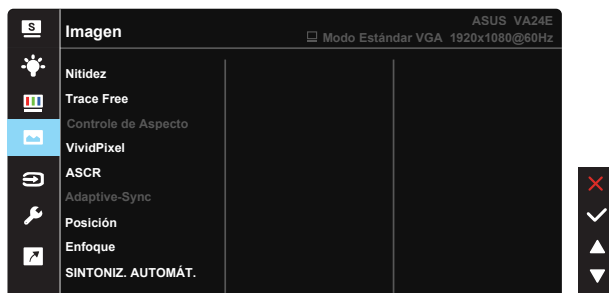 S
Imagen
ASUS VA24E
Modo Estándar VGA 1920x1080@60Hz
Nitidez
Trace Free
Controle de Aspecto
VividPixel
ASCR
Adaptive-Sync
Posición
Enfoque
SINTONIZ. AUTOMÁT.